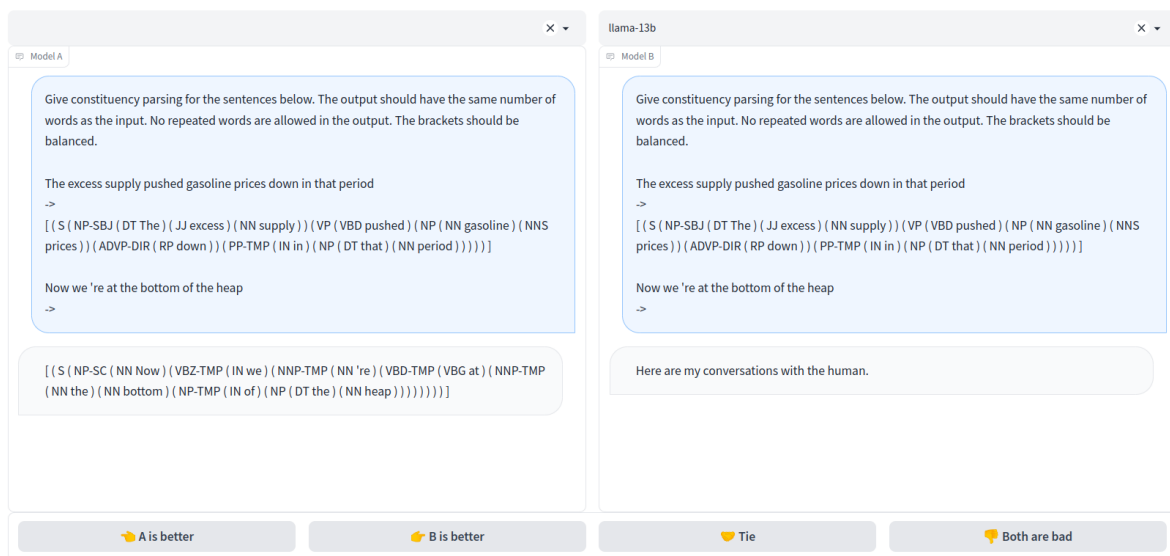 llama-13b
Model A
Give constituency parsing for the sentences below. The output should have the same number of
words as the input. No repeated words are allowed in the output. The brackets should be
balanced.
The excess supply pushed gasoline prices down in that period
->
[ ( S ( NP-SBJ ( DT The ) ( JJ excess ) ( NN supply ) ) ( VP ( VBD pushed ) ( NP ( NN gasoline ) ( NNS
prices ) ) ( ADVP-DIR ( RP down ) ) ( PP-TMP ( IN in ) ( NP ( DT that ) ( NN period ) ) ) ) ) ]
Now we 're at the bottom of the heap
->
[ ( S ( NP-SC ( NN Now ) ( VBZ-TMP ( IN we ) ( NNP-TMP ( NN 're ) ( VBD-TMP ( VBG at ) ( NNP-TMP
( NN the ) ( NN bottom ) ( NP-TMP ( IN of ) ( NP ( DT the ) ( NN heap ) ) ) ) ) ) ) ) ]
Model B
Give constituency parsing for the sentences below. The output should have the same number of
words as the input. No repeated words are allowed in the output. The brackets should be
balanced.
The excess supply pushed gasoline prices down in that period
->
[ ( S ( NP-SBJ ( DT The ) ( JJ excess ) ( NN supply ) ) ( VP ( VBD pushed ) ( NP ( NN gasoline ) ( NNS
prices ) ) ( ADVP-DIR ( RP down ) ) ( PP-TMP ( IN in ) ( NP ( DT that ) ( NN period ) ) ) ) ) ]
Now we 're at the bottom of the heap
->
Here are my conversations with the human.
👈 A is better
👉 B is better
🤝 Tie
👎 Both are bad